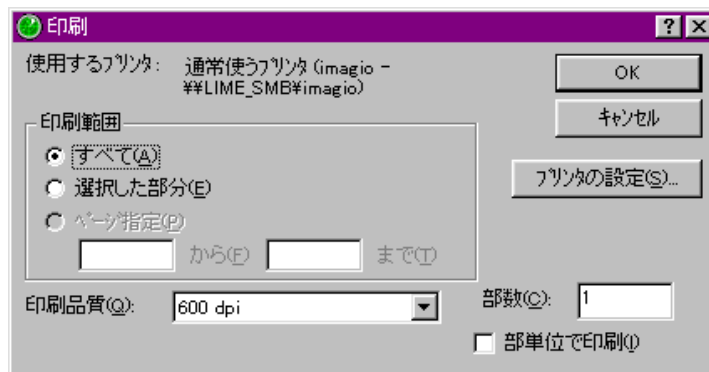 印刷
使用するプリンタ: 通常使うプリンタ (imagio -
¥¥LIME_SMB¥imagio)
OK
キャンセル
プリンタの設定(S)...
印刷範囲
すべて(A)
選択した部分(E)
ページ指定(P)
から(F) まで(T)
印刷品質(Q): 600 dpi
部数(C): 1
部単位で印刷(I)